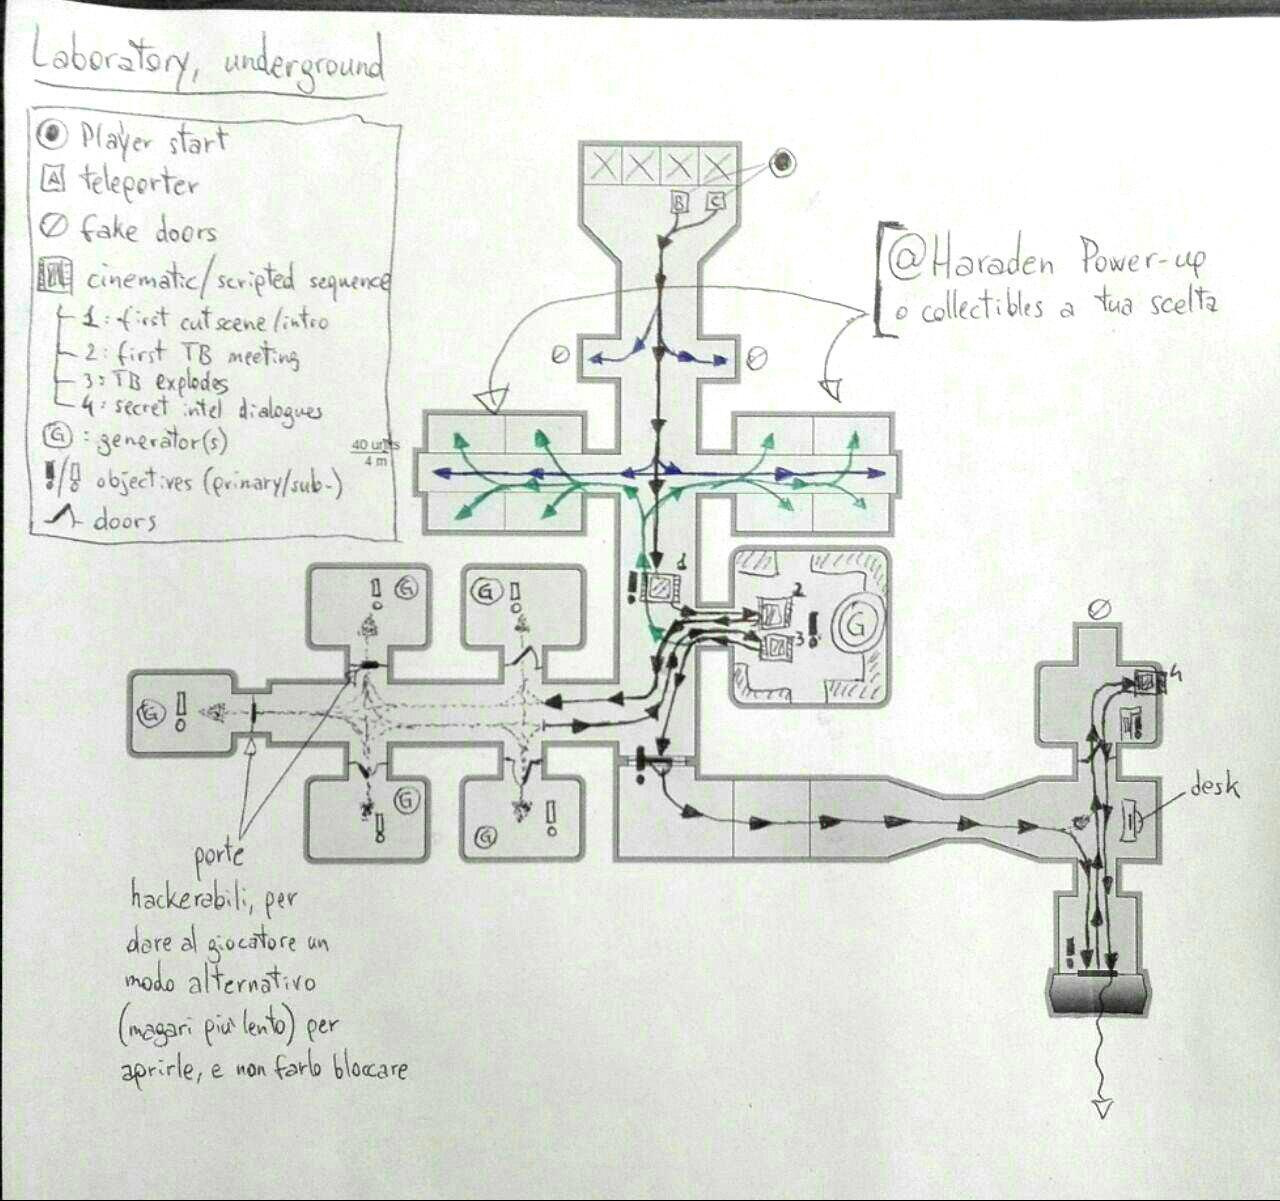 Laboratory, underground
Player start
A teleporter
fake doors
cinematic/scripted sequence
1: first cutscene/intro
2: first TB meeting
3: TB explodes
4: secret intel dialogues
G : generator(s)
!/! objectives (primary/sub-)
doors
40 units
4 m
B C
@Haraden Power-up
o collectibles a tua scelta
1
2
3
!
G
G
G
G
G
G
4
desk
porte
hackerabili, per
dare al giocatore un
modo alternativo
(magari più lento) per
aprirle, e non farlo bloccare